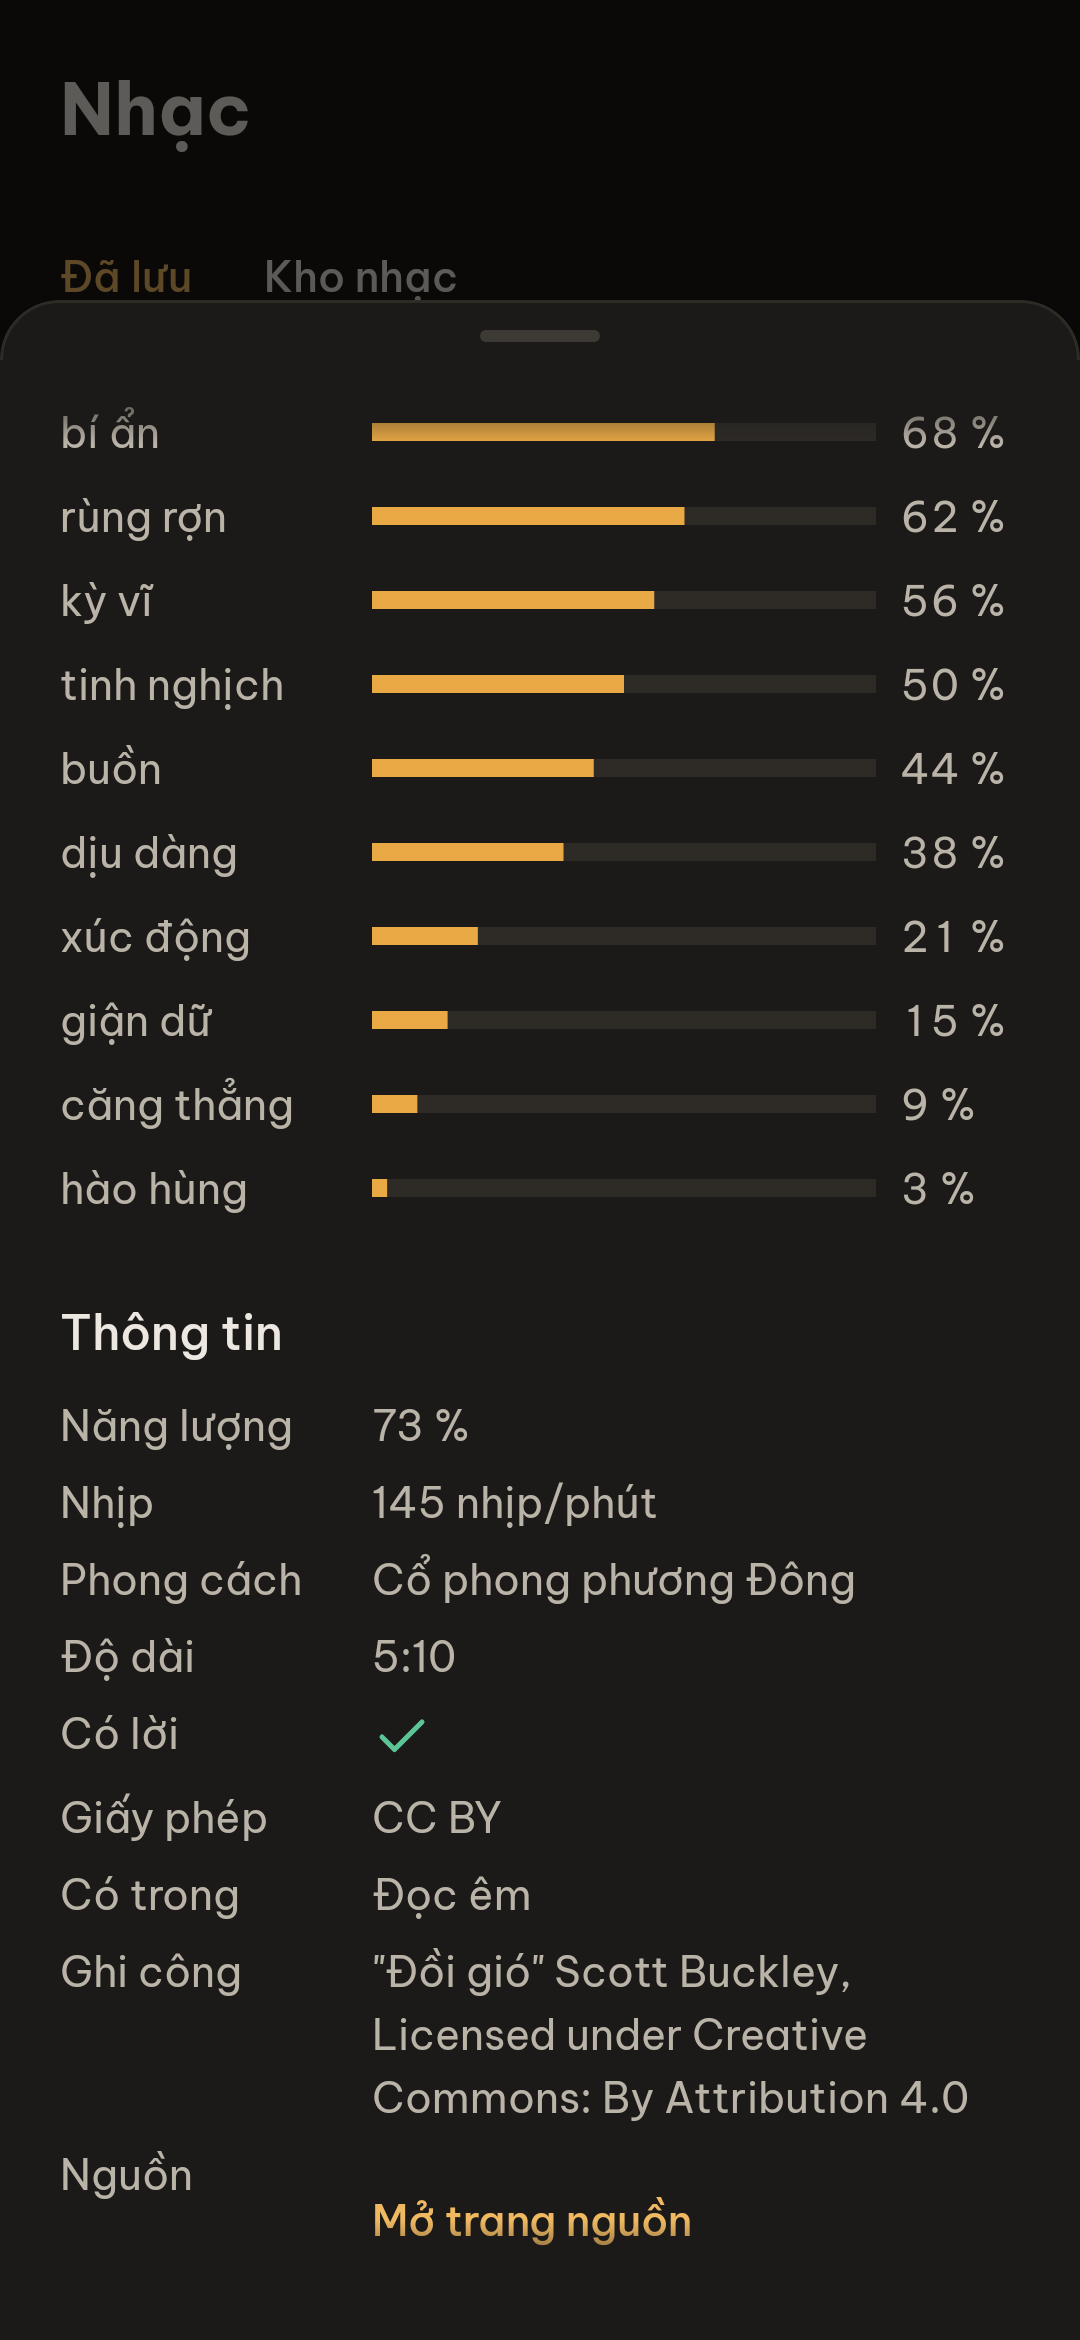 Nhạc
Đã lưu Kho nhạc
bí ẩn 68 %
rùng rợn 62 %
kỳ vĩ 56 %
tinh nghịch 50 %
buồn 44 %
dịu dàng 38 %
xúc động 21 %
giận dữ 15 %
căng thẳng 9 %
hào hùng 3 %
Thông tin
Năng lượng 73 %
Nhịp 145 nhịp/phút
Phong cách Cổ phong phương Đông
Độ dài 5:10
Có lời
Giấy phép CC BY
Có trong Đọc êm
Ghi công "Đồi gió" Scott Buckley,
Licensed under Creative
Commons: By Attribution 4.0
Nguồn
Mở trang nguồn